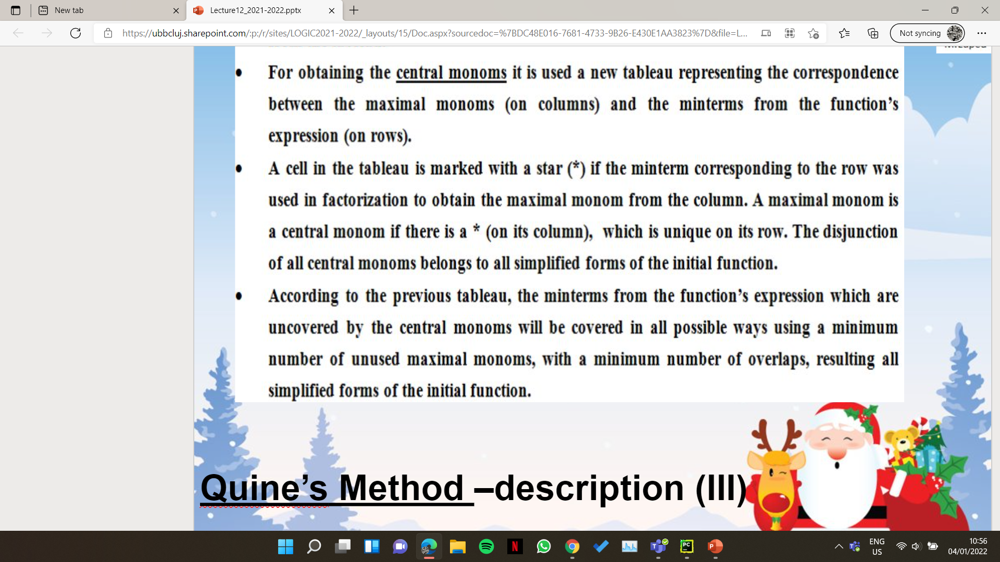 New tab
Lecture12_2021-2022.pptx
https://ubbcluj.sharepoint.com/:p:/r/sites/LOGIC2021-2022/_layouts/15/Doc.aspx?sourcedoc=%7BDC48E016-7681-4733-9B26-E430E1AA3823%7D&file=L...
Not syncing
• For obtaining the central monoms it is used a new tableau representing the correspondence
between the maximal monoms (on columns) and the minterms from the function’s
expression (on rows).
• A cell in the tableau is marked with a star (*) if the minterm corresponding to the row was
used in factorization to obtain the maximal monom from the column. A maximal monom is
a central monom if there is a * (on its column), which is unique on its row. The disjunction
of all central monoms belongs to all simplified forms of the initial function.
• According to the previous tableau, the minterms from the function’s expression which are
uncovered by the central monoms will be covered in all possible ways using a minimum
number of unused maximal monoms, with a minimum number of overlaps, resulting all
simplified forms of the initial function.
Quine’s Method –description (III)
N
PC
T
P
ENG
US
10:56
04/01/2022